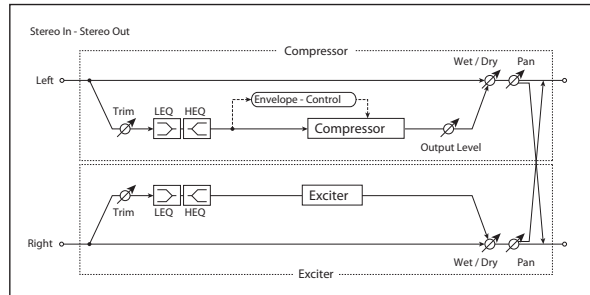 Stereo In - Stereo Out
Compressor
Wet / Dry Pan
Left
Envelope - Control
Trim LEQ HEQ
Compressor
Output Level
Exciter
Trim LEQ HEQ
Right
Wet / Dry Pan
Exciter